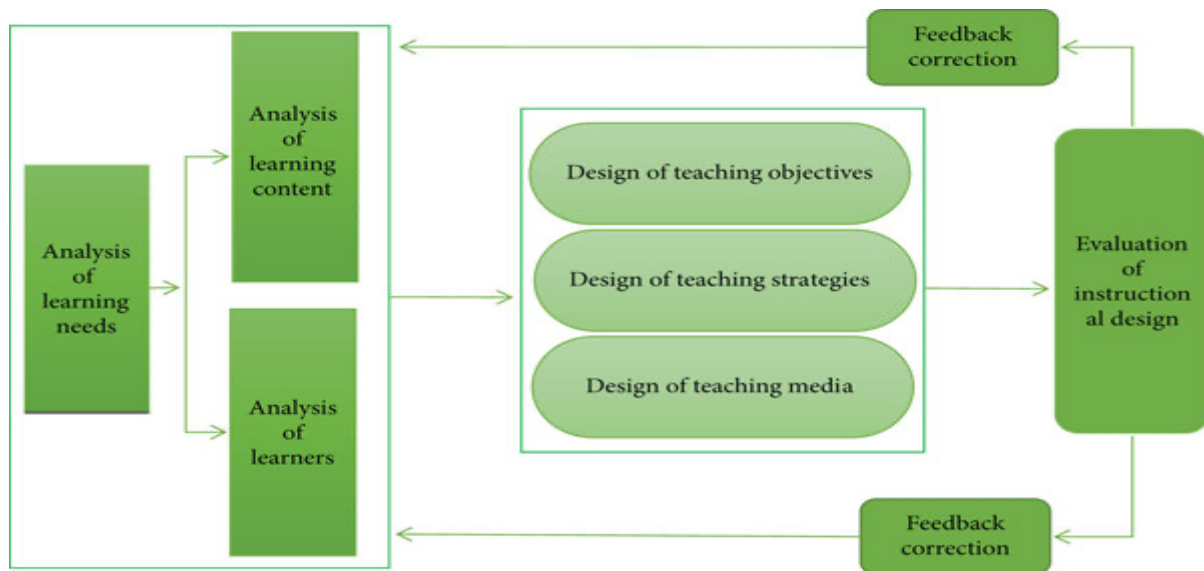 Analysis
of
learning
needs
Analysis
of
learning
content
Analysis
of
learners
Design of teaching objectives
Design of teaching strategies
Design of teaching media
Feedback
correction
Evaluation
of
instruction
al design
Feedback
correction